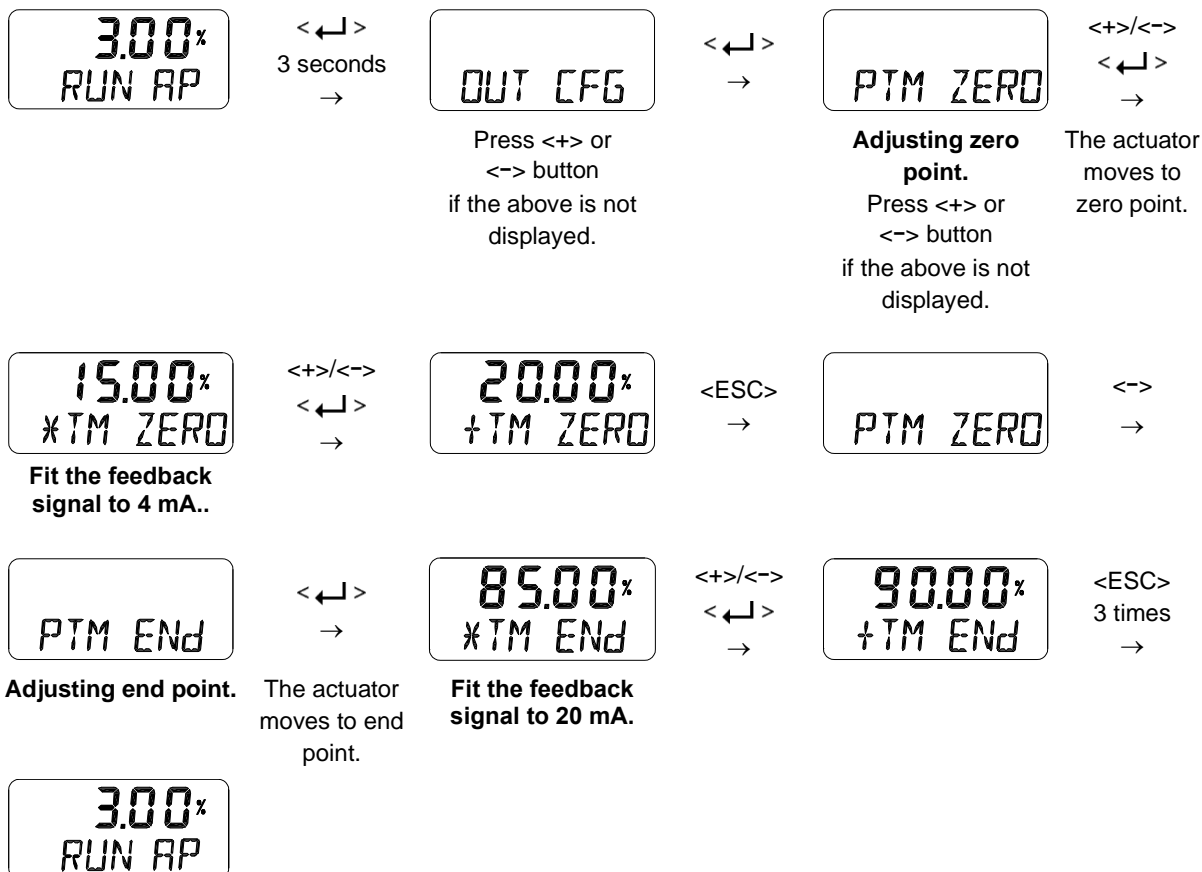 3.00%
RUN AP
<↵>
3 seconds
→
OUT CFG
Press <+> or
<-> button
if the above is not
displayed.
<↵>
→
PTM ZERO
Adjusting zero
point.
Press <+> or
<-> button
if the above is not
displayed.
<+>/<->
<↵>
→
The actuator
moves to
zero point.
15.00%
*TM ZERO
Fit the feedback
signal to 4 mA..
<+>/<->
<↵>
→
20.00%
+TM ZERO
<ESC>
→
PTM ZERO
<->
→
PTM ENd
Adjusting end point.
<↵>
→
The actuator
moves to end
point.
85.00%
*TM ENd
Fit the feedback
signal to 20 mA.
<+>/<->
<↵>
→
90.00%
+TM ENd
<ESC>
3 times
→
3.00%
RUN AP